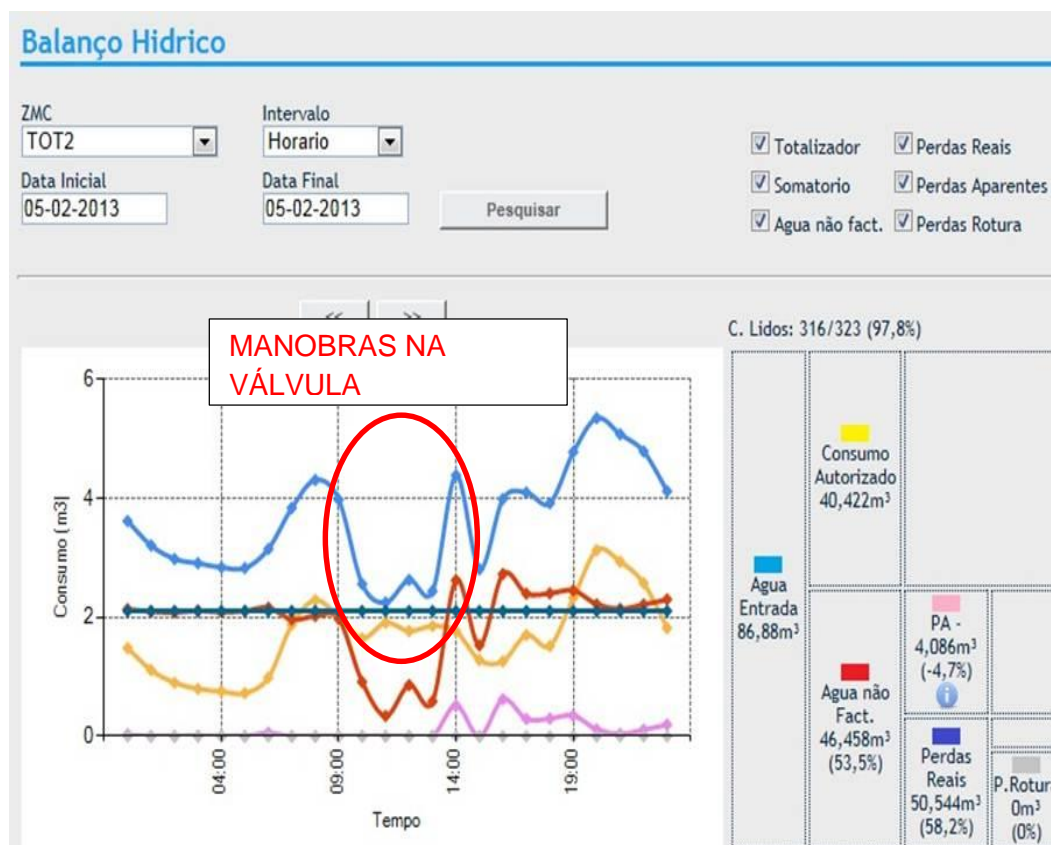 Balanço Hidrico
ZMC
Intervalo
TOT2
Horario
Data Inicial
Data Final
05-02-2013
05-02-2013
Pesquisar
Totalizador
Perdas Reais
Somatorio
Perdas Aparentes
Agua não fact.
Perdas Rotura
<< >>
MANOBRAS NA
VÁLVULA
C. Lidos: 316/323 (97,8%)
6
4
2
0
Consumo (m3]
04:00
09:00
14:00
19:00
Tempo
Agua
Entrada
86,88m³
Consumo
Autorizado
40,422m³
Agua não
Fact.
46,458m³
(53,5%)
PA -
4,086m³
(-4,7%)
i
Perdas
Reais
50,544m³
(58,2%)
P.Rotur
0m³
(0%)